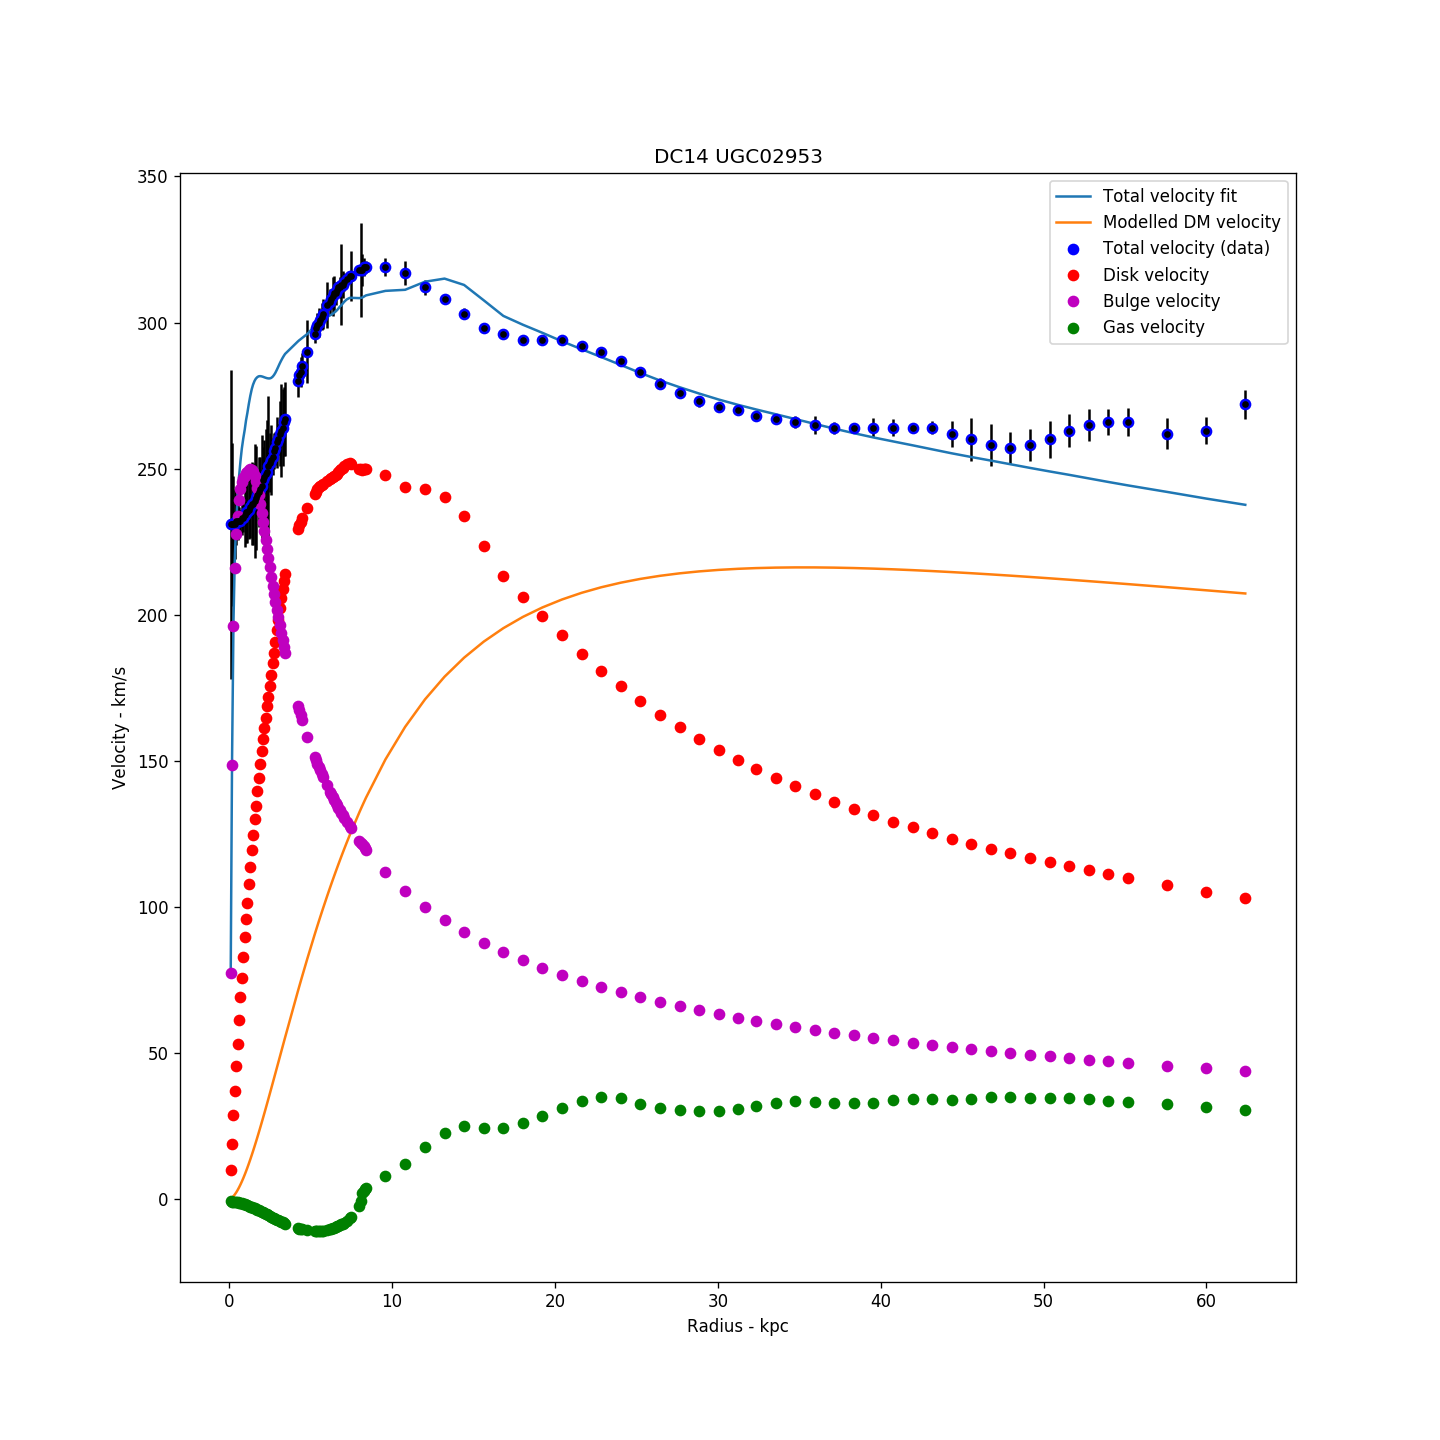 DC14 UGC02953
350
300
250
200
150
100
50
0
Velocity - km/s
Total velocity fit
Modelled DM velocity
Total velocity (data)
Disk velocity
Bulge velocity
Gas velocity
0 10 20 30 40 50 60
Radius - kpc